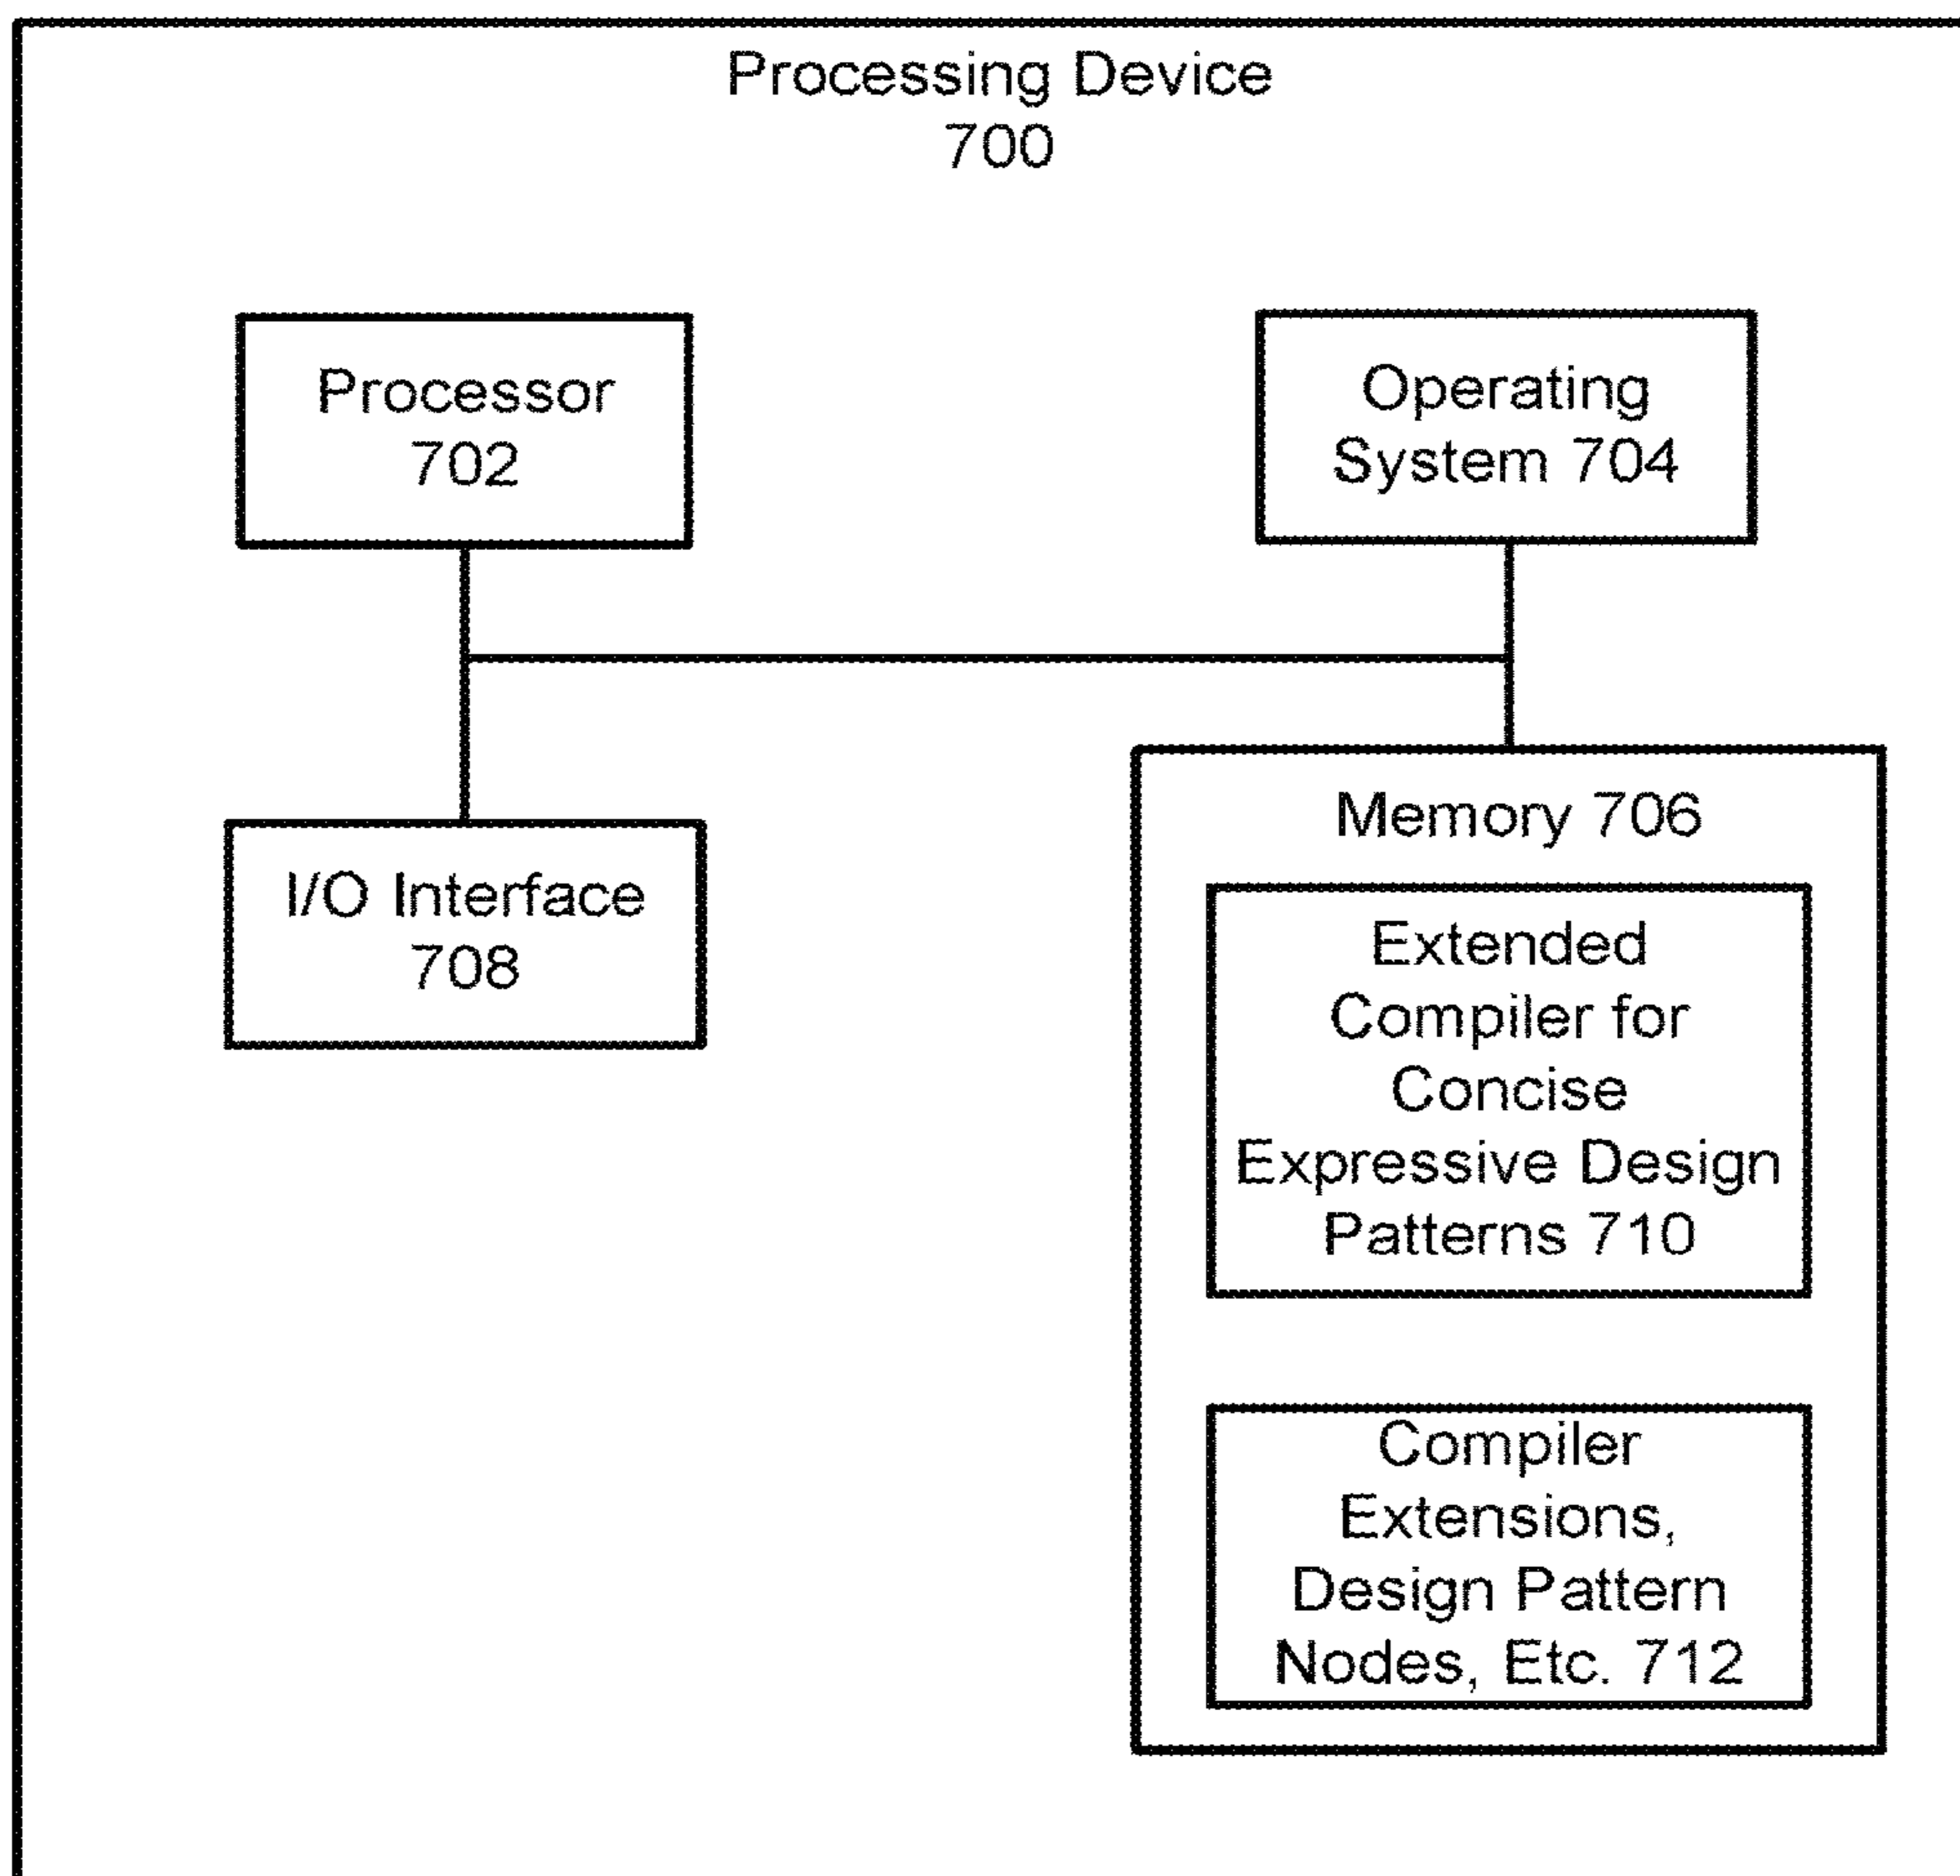 Processing Device
700
Processor
702
Operating
System 704
I/O Interface
708
Memory 706
Extended
Compiler for
Concise
Expressive Design
Patterns 710
Compiler
Extensions,
Design Pattern
Nodes, Etc. 712